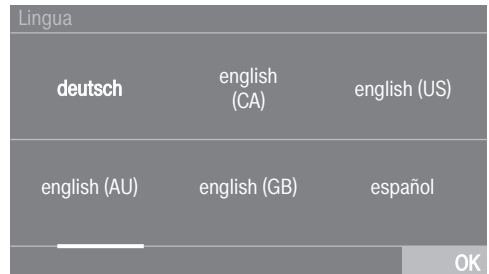 Lingua
deutsch
english
(CA)
english (US)
english (AU)
english (GB)
español
OK